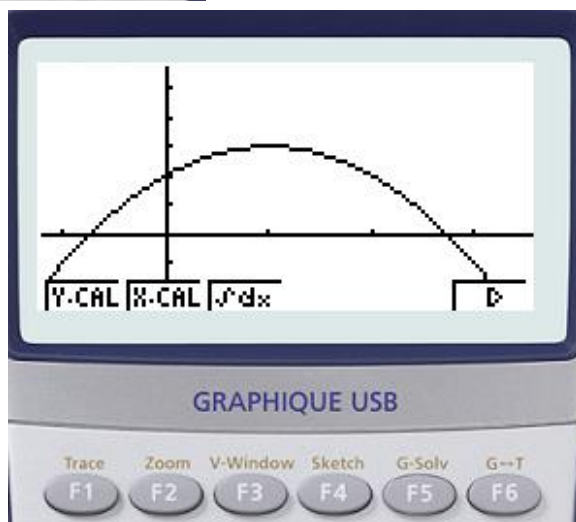 Y-CAL X-CAL ∫dx ▷
GRAPHIQUE USB
Trace Zoom V-Window Sketch G-Solv G↔T
F1 F2 F3 F4 F5 F6